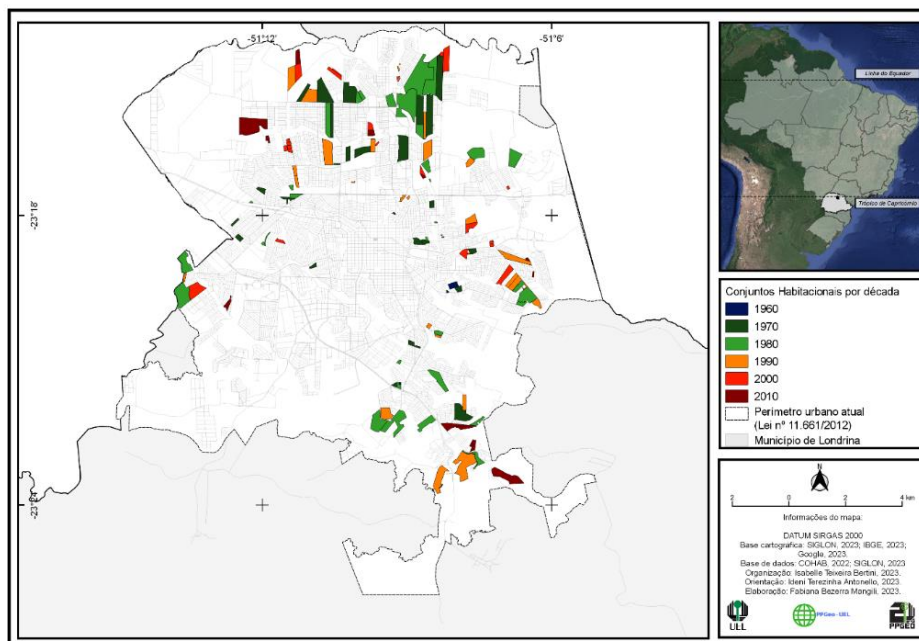 -51°12'
-51°6'
-23°18'
-23°24'
Linha do Equador
Trópico de Capricórnio
Conjuntos Habitacionais por década
1960
1970
1980
1990
2000
2010
Perímetro urbano atual
(Lei nº 11.661/2012)
Município de Londrina
N
2 0 2 4 km
Informações do mapa:
DATUM SIRGAS 2000
Base cartografica: SIGLON, 2023; IBGE, 2023;
Google, 2023.
Base de dados: COHAB, 2022; SIGLON, 2023
Organização: Isabelle Teixeira Bertini, 2023.
Orientação: Ideni Terezinha Antonello, 2023.
Elaboração: Fabiana Bezerra Mangili, 2023.
UEL
PPGeo - UEL
PPGEO